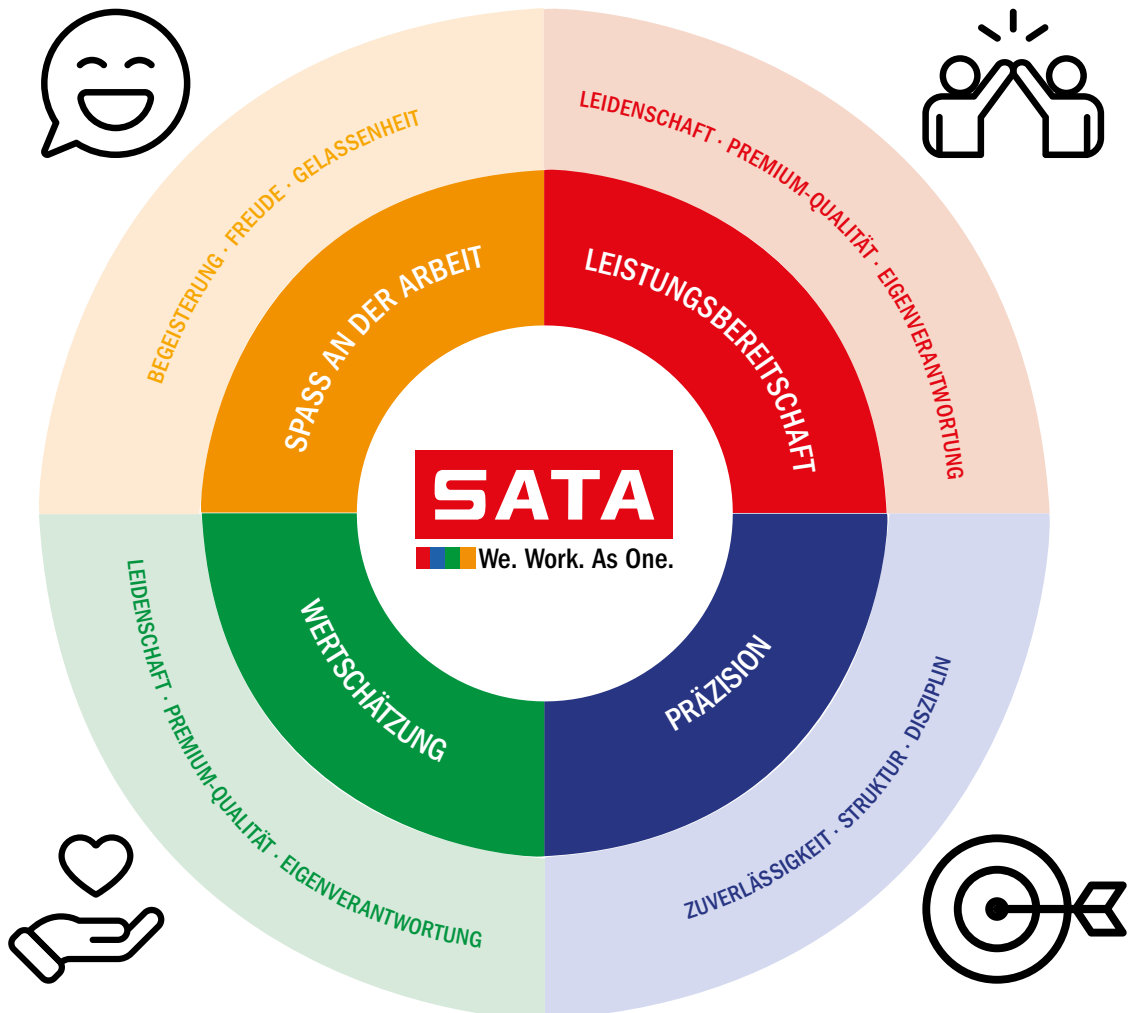 BEGEISTERUNG · FREUDE · GELASSENHEIT
LEIDENSCHAFT · PREMIUM-QUALITÄT · EIGENVERANTWORTUNG
SPASS AN DER ARBEIT
LEISTUNGSBEREITSCHAFT
SATA
We. Work. As One.
WERTSCHÄTZUNG
PRÄZISION
LEIDENSCHAFT · PREMIUM-QUALITÄT · EIGENVERANTWORTUNG
ZUVERLÄSSIGKEIT · STRUKTUR · DISZIPLIN